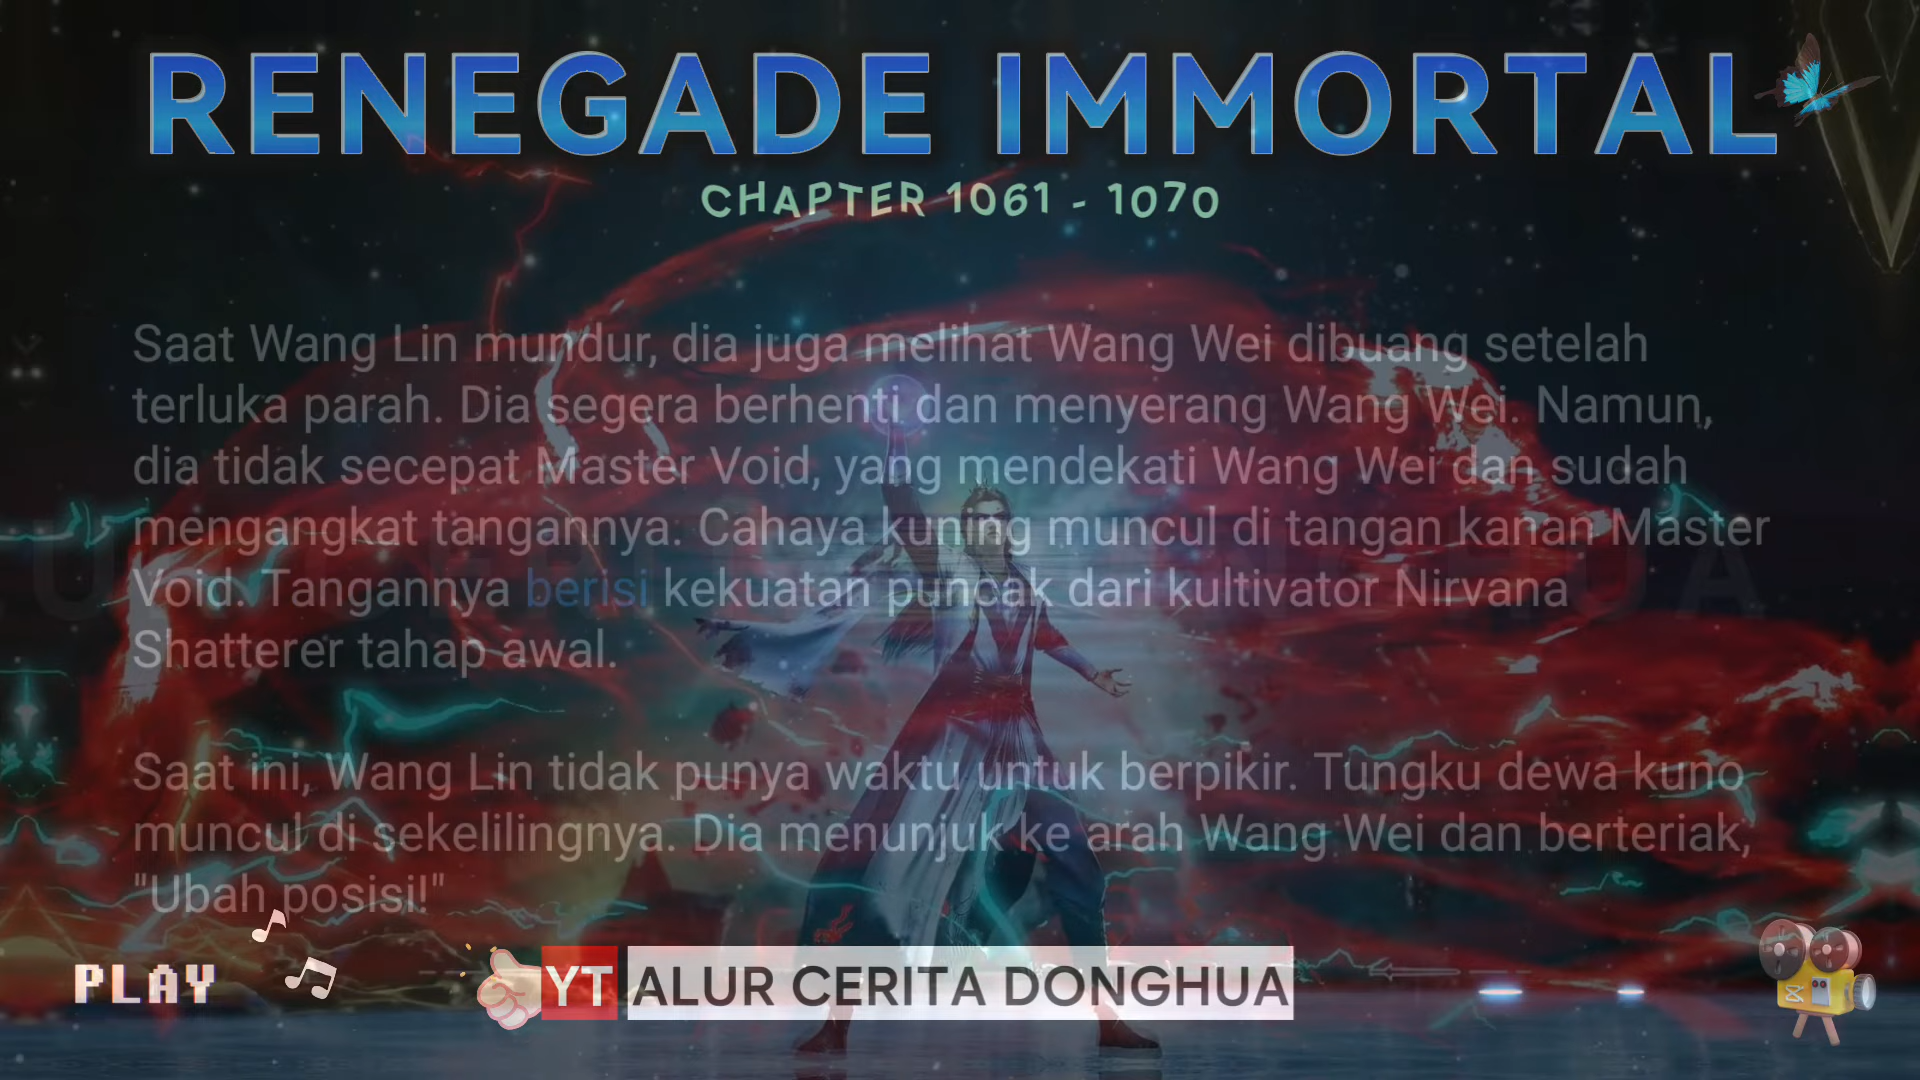 RENEGADE IMMORTAL
CHAPTER 1061 - 1070
Saat Wang Lin mundur, dia juga melihat Wang Wei dibuang setelah
terluka parah. Dia segera berhenti dan menyerang Wang Wei. Namun,
dia tidak secepat Master Void, yang mendekati Wang Wei dan sudah
mengangkat tangannya. Cahaya kuning muncul di tangan kanan Master
Void. Tangannya berisi kekuatan puncak dari kultivator Nirvana
Shatterer tahap awal.
Saat ini, Wang Lin tidak punya waktu untuk berpikir. Tungku dewa kuno
muncul di sekelilingnya. Dia menunjuk ke arah Wang Wei dan berteriak,
"Ubah posisi!"
PLAY
YT ALUR CERITA DONGHUA